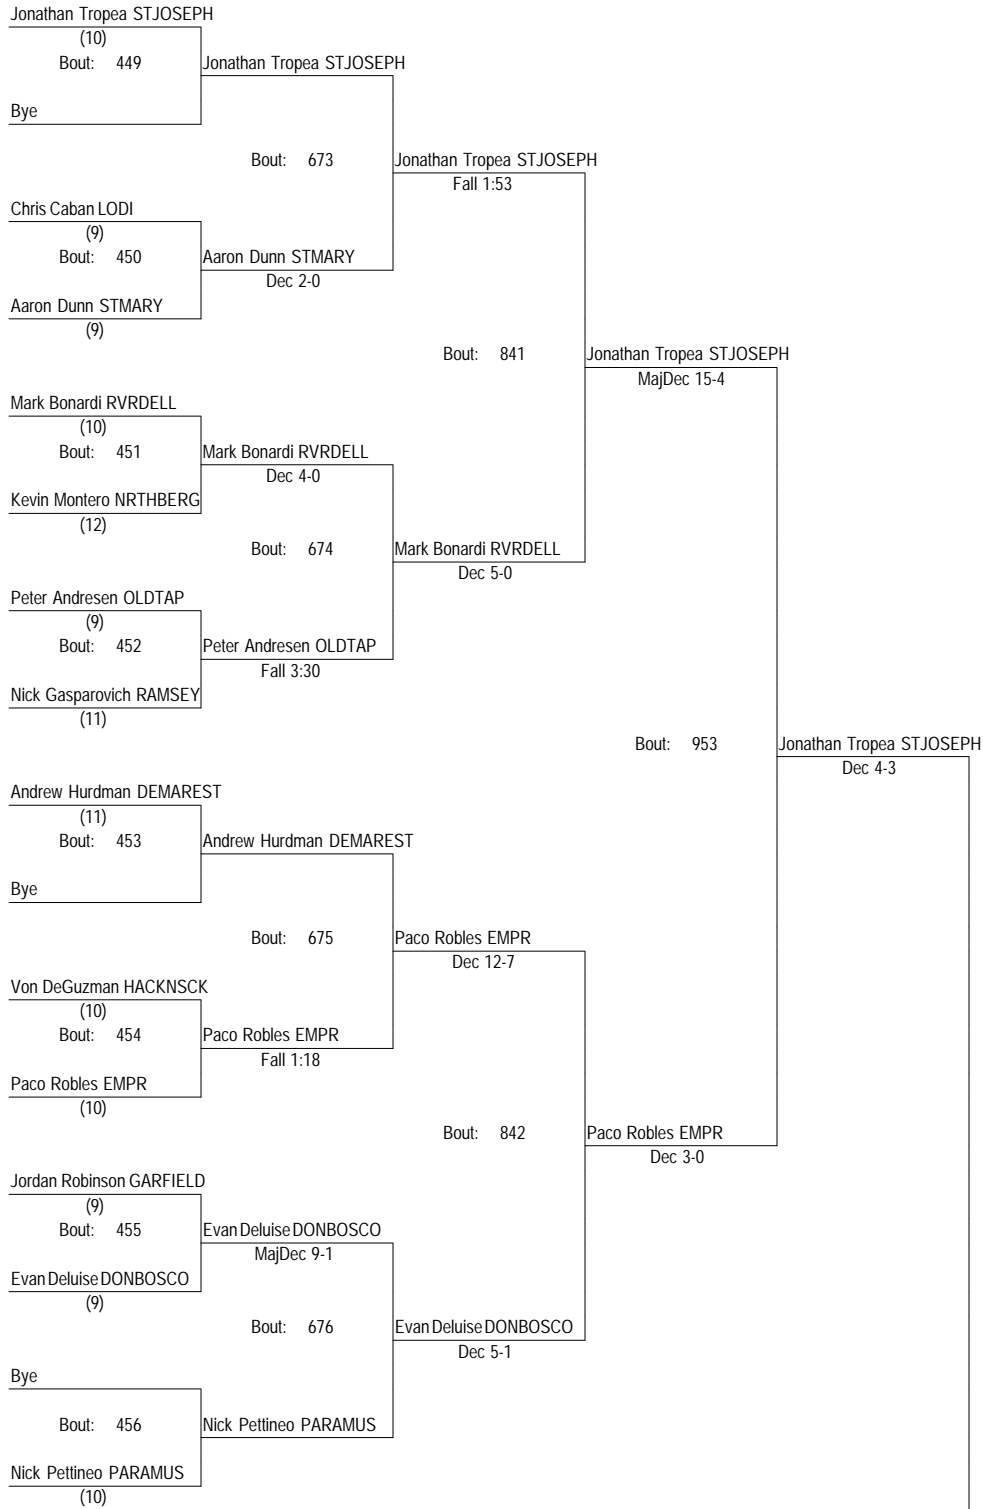 Jonathan Tropea STJOSEPH
(10)
Bout: 449
Jonathan Tropea STJOSEPH
Bye
Bout: 673
Jonathan Tropea STJOSEPH
Fall 1:53
Chris Caban LODI
(9)
Bout: 450
Aaron Dunn STMARY
Dec 2-0
Aaron Dunn STMARY
(9)
Bout: 841
Jonathan Tropea STJOSEPH
MajDec 15-4
Mark Bonardi RVRDELL
(10)
Bout: 451
Mark Bonardi RVRDELL
Dec 4-0
Kevin Montero NRTHBERG
(12)
Bout: 674
Mark Bonardi RVRDELL
Dec 5-0
Peter Andresen OLDTAP
(9)
Bout: 452
Peter Andresen OLDTAP
Fall 3:30
Nick Gasparovich RAMSEY
(11)
Bout: 953
Jonathan Tropea STJOSEPH
Dec 4-3
Andrew Hurdman DEMAREST
(11)
Bout: 453
Andrew Hurdman DEMAREST
Bye
Bout: 675
Paco Robles EMPR
Dec 12-7
Von DeGuzman HACKNSCK
(10)
Bout: 454
Paco Robles EMPR
Fall 1:18
Paco Robles EMPR
(10)
Bout: 842
Paco Robles EMPR
Dec 3-0
Jordan Robinson GARFIELD
(9)
Bout: 455
Evan Deluise DONBOSCO
MajDec 9-1
Evan Deluise DONBOSCO
(9)
Bout: 676
Evan Deluise DONBOSCO
Dec 5-1
Bye
Bout: 456
Nick Pettineo PARAMUS
Nick Pettineo PARAMUS
(10)